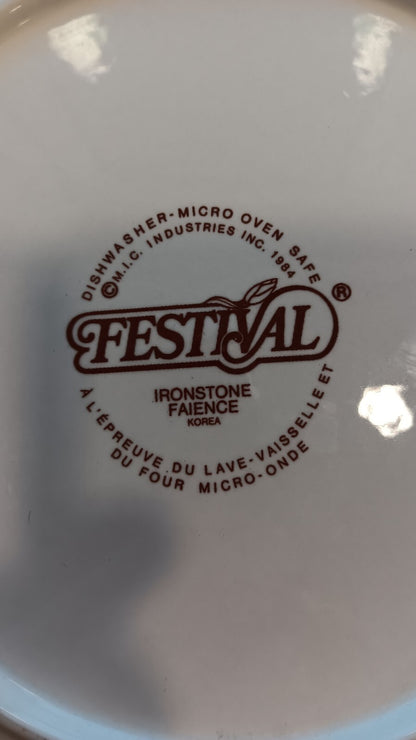 DISHWASHER-MICRO OVEN SAFE
©M.I.C. INDUSTRIES INC. 1984
FESTIVAL®
IRONSTONE
FAIENCE
KOREA
À L'ÉPREUVE DU LAVE-VAISSELLE ET
DU FOUR MICRO-ONDE